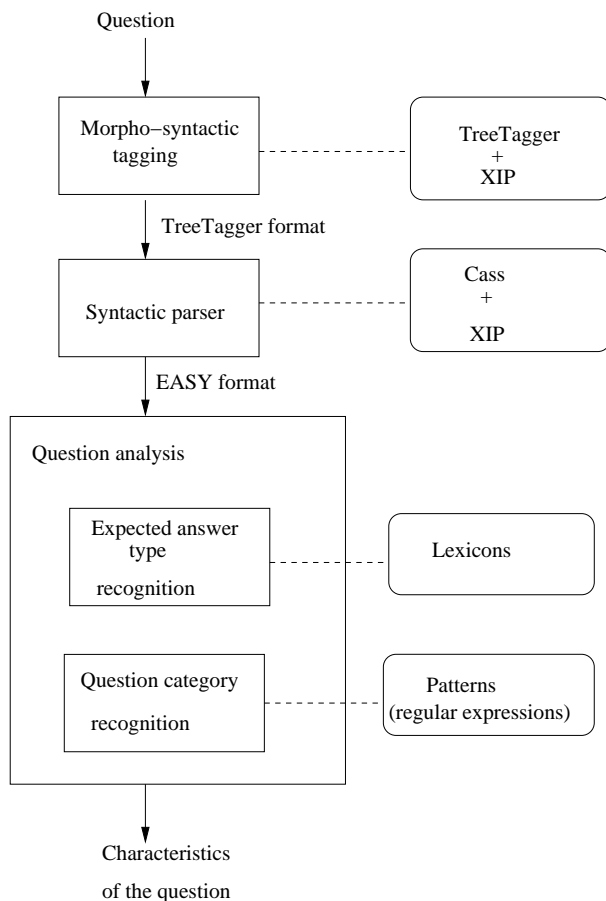 Question
Morpho−syntactic
tagging
TreeTagger
+
XIP
TreeTagger format
Syntactic parser
Cass
+
XIP
EASY format
Question analysis
Expected answer
type
recognition
Lexicons
Question category
recognition
Patterns
(regular expressions)
Characteristics
of the question